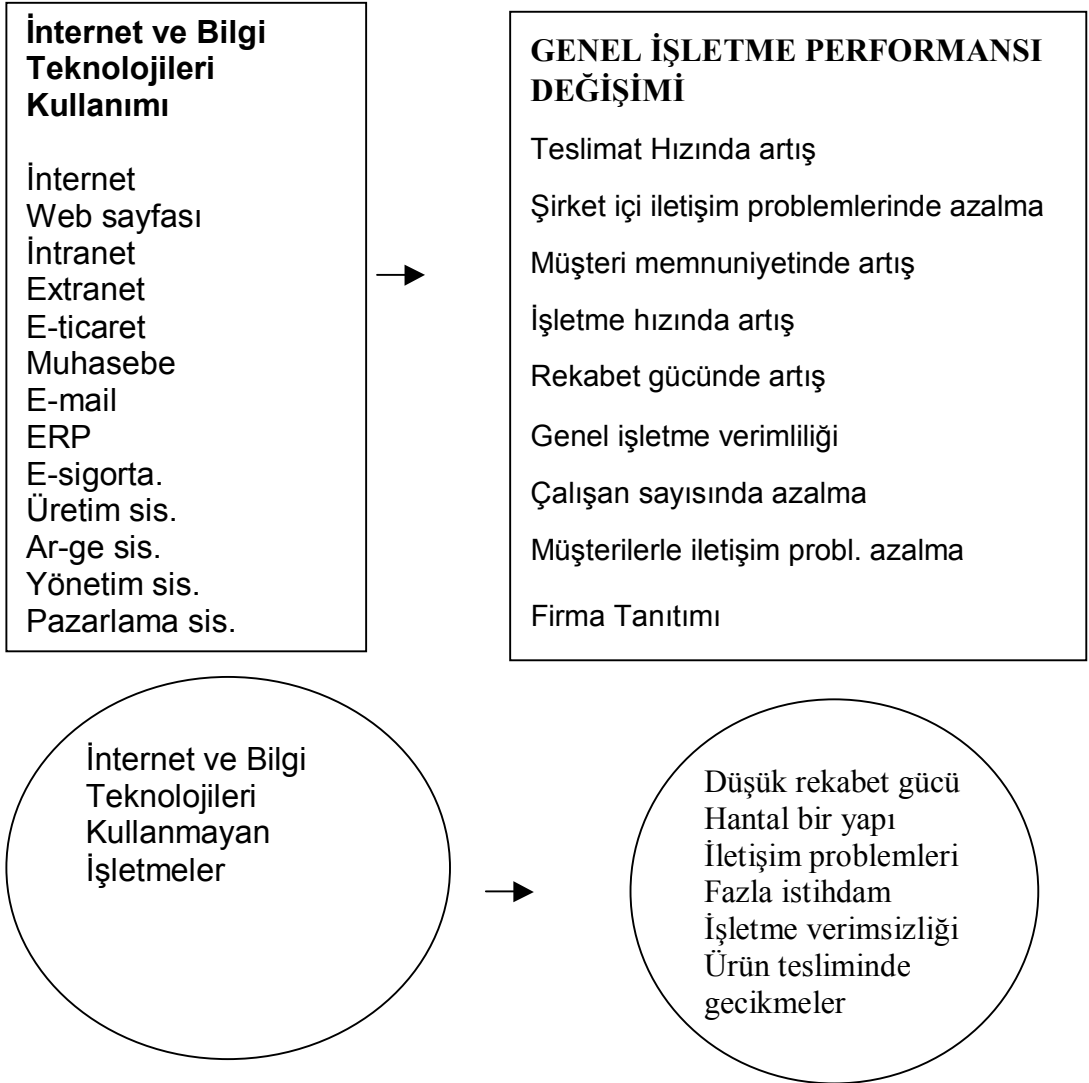 İnternet ve Bilgi
Teknolojileri
Kullanımı
İnternet
Web sayfası
İntranet
Extranet
E-ticaret
Muhasebe
E-mail
ERP
E-sigorta.
Üretim sis.
Ar-ge sis.
Yönetim sis.
Pazarlama sis.
GENEL İŞLETME PERFORMANSI
DEĞİŞİMİ
Teslimat Hızında artış
Şirket içi iletişim problemlerinde azalma
Müşteri memnuniyetinde artış
İşletme hızında artış
Rekabet gücünde artış
Genel işletme verimliliği
Çalışan sayısında azalma
Müşterilerle iletişim probl. azalma
Firma Tanıtımı
İnternet ve Bilgi
Teknolojileri
Kullanmayan
İşletmeler
Düşük rekabet gücü
Hantal bir yapı
İletişim problemleri
Fazla istihdam
İşletme verimsizliği
Ürün tesliminde
gecikmeler